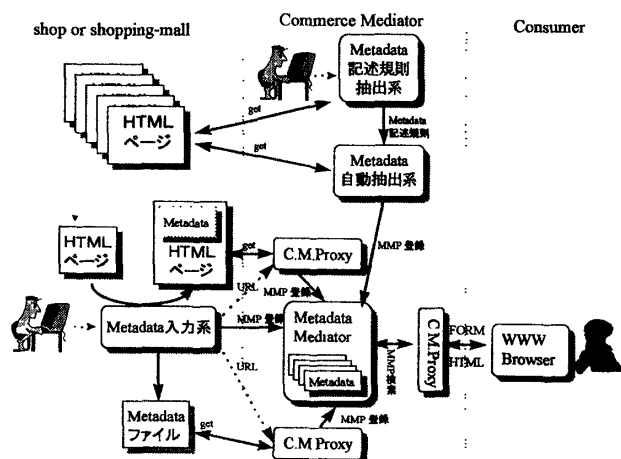 shop or shopping-mall
Commerce Mediator
Consumer
Metadata
記述規則
抽出系
HTML
ページ
get
Metadata
記述規則
get
Metadata
自動抽出系
MMP 登録
HTML
ページ
Metadata
HTML
ページ
get
C.M.Proxy
URL
MMP 登録
Metadata入力系
MMP 登録
Metadata
Mediator
Metadata
MMP検索
C.M.Proxy
FORM
HTML
WWW
Browser
URL
MMP 登録
Metadata
ファイル
get
C.M Proxy